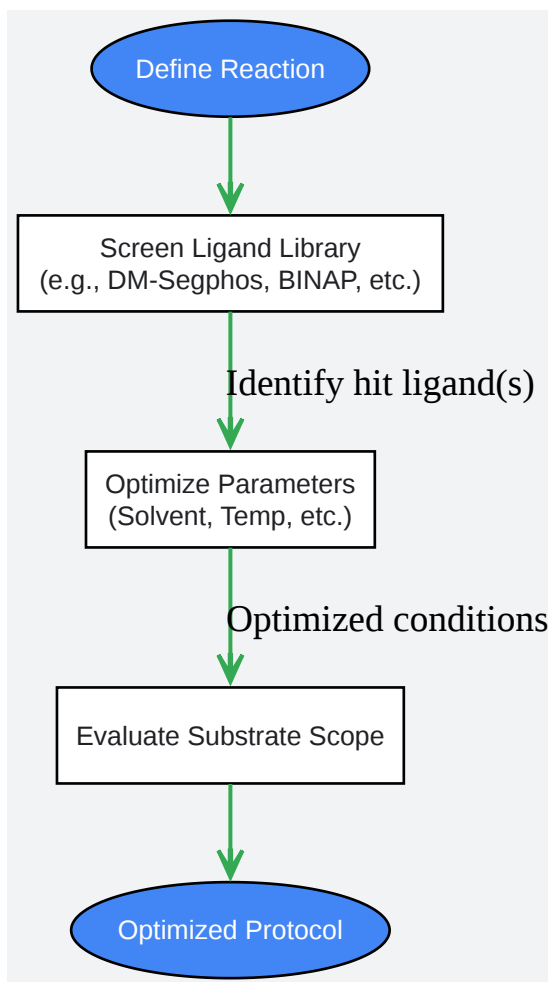 Define Reaction
Screen Ligand Library
(e.g., DM-Segphos, BINAP, etc.)
Identify hit ligand(s)
Optimize Parameters
(Solvent, Temp, etc.)
Optimized conditions
Evaluate Substrate Scope
Optimized Protocol